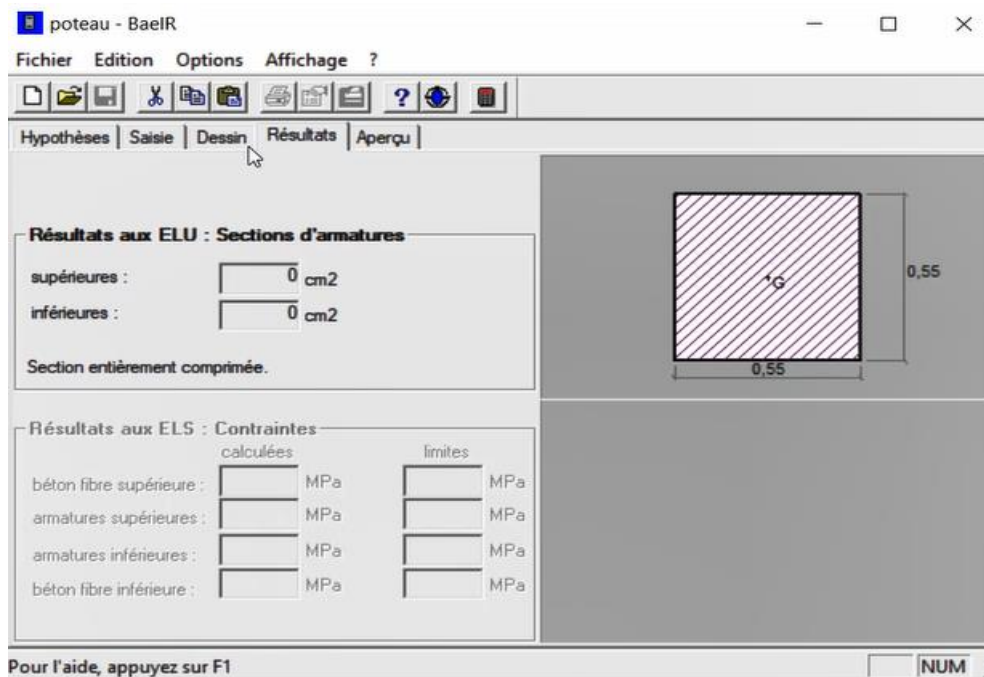 poteau - BaelR
Fichier Edition Options Affichage ?
Hypothèses Saisie Dessin Résultats Aperçu
Résultats aux ELU : Sections d'armatures
supérieures : 0 cm2
inférieures : 0 cm2
Section entièrement comprimée.
G
0,55
0,55
Résultats aux ELS : Contraintes
calculées limites
béton fibre supérieure : MPa MPa
armatures supérieures : MPa MPa
armatures inférieures : MPa MPa
béton fibre inférieure : MPa MPa
Pour l'aide, appuyez sur F1
NUM